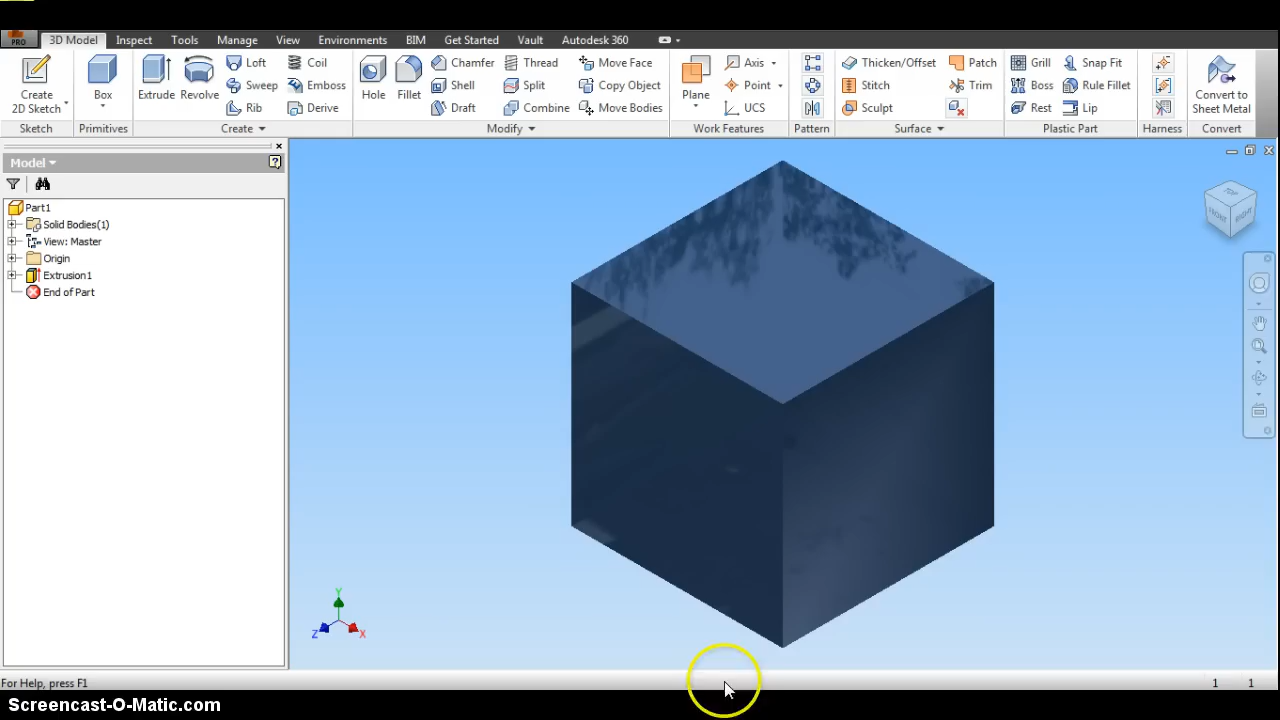 PRO 3D Model Inspect Tools Manage View Environments BIM Get Started Vault Autodesk 360
Create 2D Sketch
Box
Extrude
Revolve
Loft
Sweep
Rib
Coil
Emboss
Derive
Hole
Fillet
Chamfer
Shell
Draft
Thread
Split
Combine
Move Face
Copy Object
Move Bodies
Plane
Axis
Point
UCS
Thicken/Offset
Stitch
Sculpt
Patch
Trim
Grill
Boss
Rest
Snap Fit
Rule Fillet
Lip
Convert to Sheet Metal
Sketch Primitives Create Modify Work Features Pattern Surface Plastic Part Harness Convert
Model
Part1
Solid Bodies(1)
View: Master
Origin
Extrusion1
End of Part
TOP
FRONT
RIGHT
Y
Z
X
For Help, press F1
1 1
Screencast-O-Matic.com